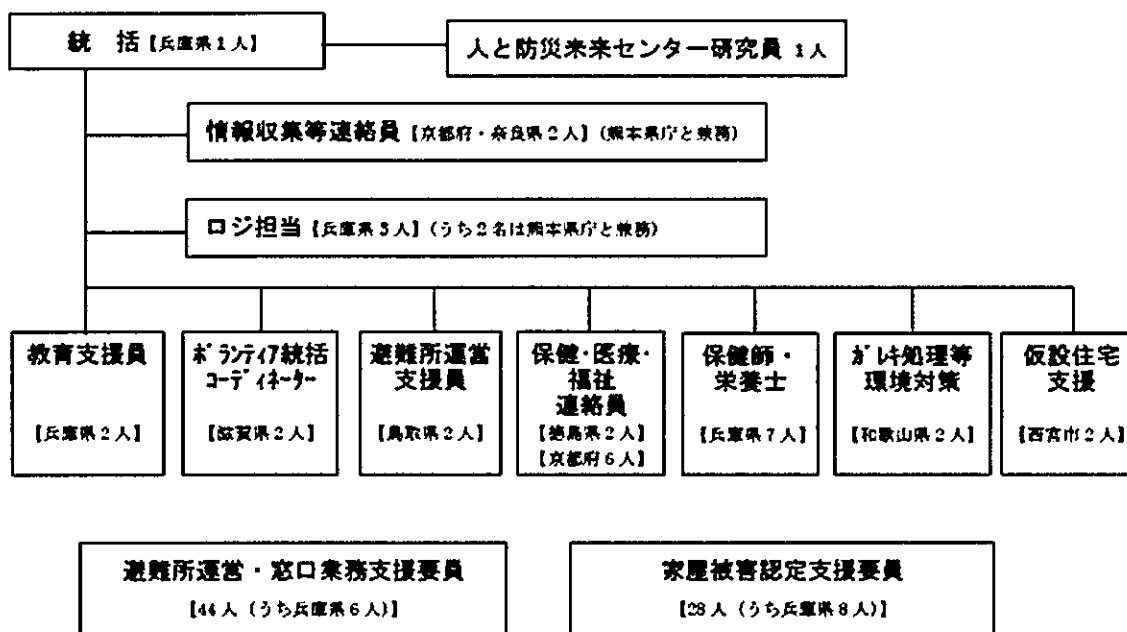 統 括【兵庫県1人】
人と防災未来センター研究員 1人
情報収集等連絡員【京都府・奈良県2人】(熊本県庁と兼務)
ロジ担当【兵庫県3人】(うち2名は熊本県庁と兼務)
教育支援員
【兵庫県2人】
ボランティア統括
コーディネーター
【滋賀県2人】
避難所運営
支援員
【鳥取県2人】
保健・医療・
福祉
連絡員
【徳島県2人】
【京都府6人】
保健師・
栄養士
【兵庫県7人】
ガレキ処理等
環境対策
【和歌山県2人】
仮設住宅
支援
【西宮市2人】
避難所運営・窓口業務支援要員
【44人(うち兵庫県6人)】
家屋被害認定支援要員
【28人(うち兵庫県8人)】